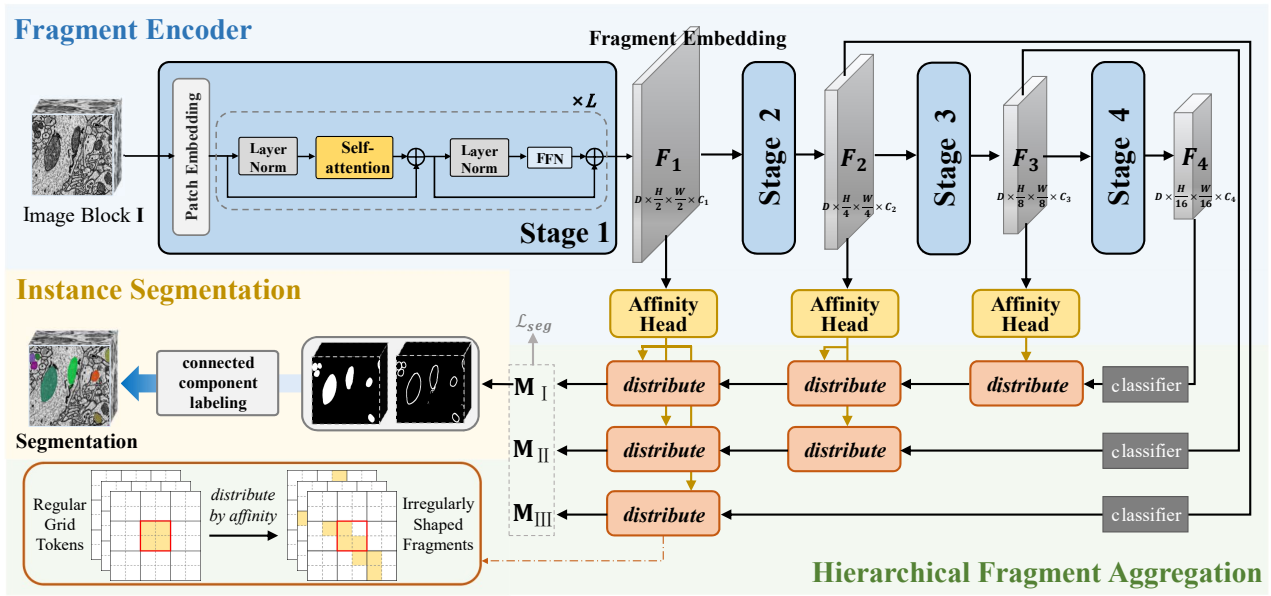 Fragment Encoder
Fragment Embedding
Image Block I
Patch Embedding
×L
Layer
Norm
Self-
attention
Layer
Norm
FFN
Stage 1
F₁
D × H/2 × W/2 × C₁
Stage 2
F₂
D × H/4 × W/4 × C₂
Stage 3
F₃
D × H/8 × W/8 × C₃
Stage 4
F₄
D × H/16 × W/16 × C₄
Instance Segmentation
Affinity
Head
Affinity
Head
Affinity
Head
ℒseg
Segmentation
connected
component
labeling
M I
distribute
distribute
distribute
classifier
M II
distribute
distribute
classifier
M III
distribute
classifier
Regular
Grid
Tokens
distribute
by affinity
Irregularly
Shaped
Fragments
Hierarchical Fragment Aggregation